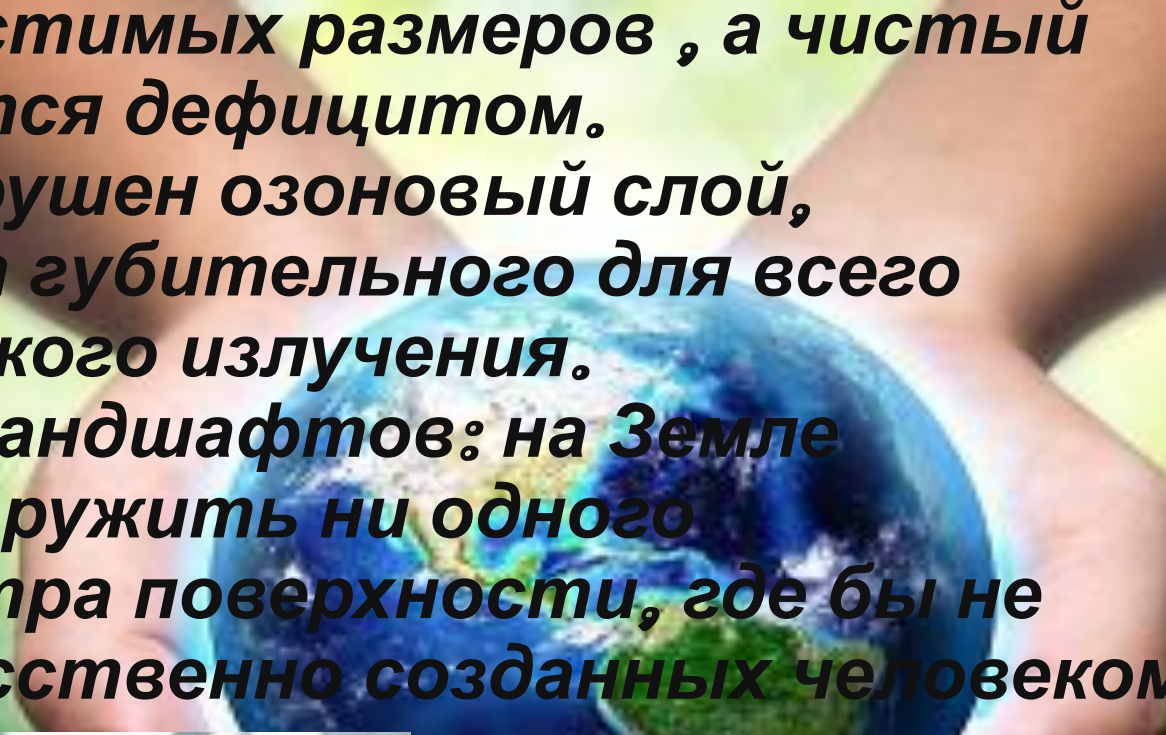 стимых размеров , а чистый
тся дефицитом.
рушен озоновый слой,
губительного для всего
кого излучения.
андшафтов: на Земле
ружить ни одного
тра поверхности, где бы не
сственно созданных человеком